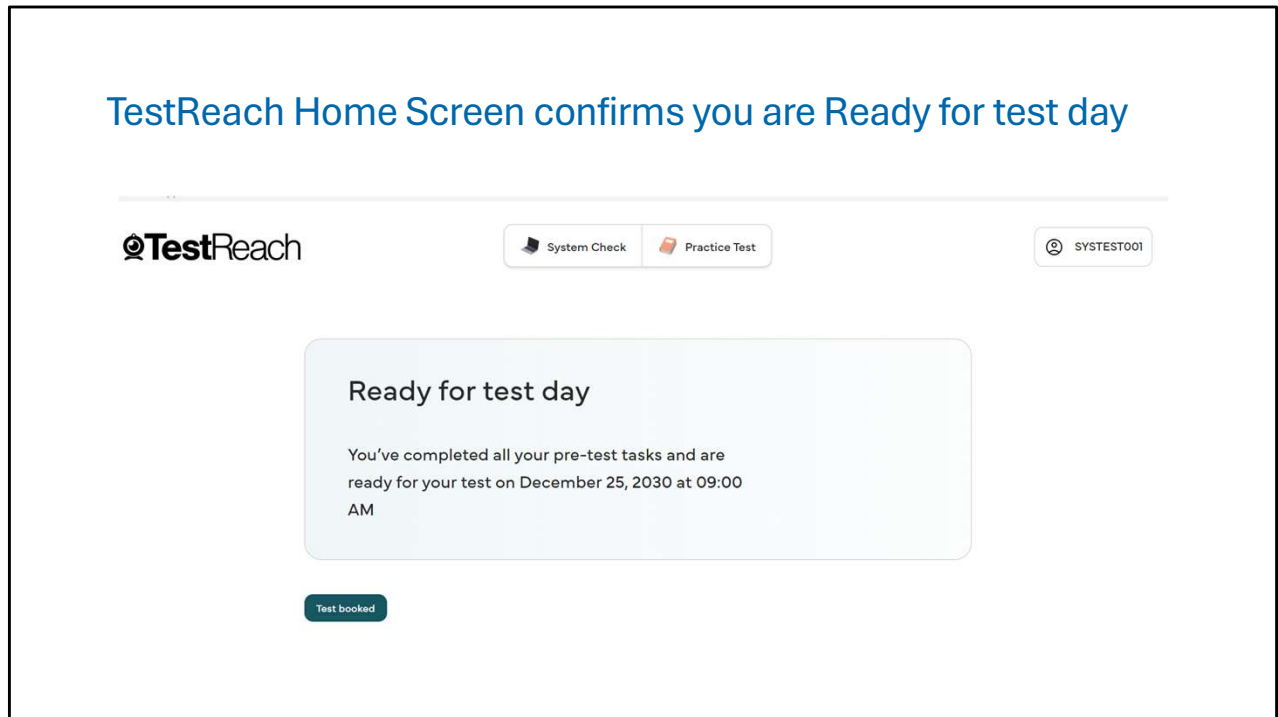 TestReach Home Screen confirms you are Ready for test day
TestReach
System Check
Practice Test
SYSTEST001
Ready for test day
You've completed all your pre-test tasks and are
ready for your test on December 25, 2030 at 09:00
AM
Test booked